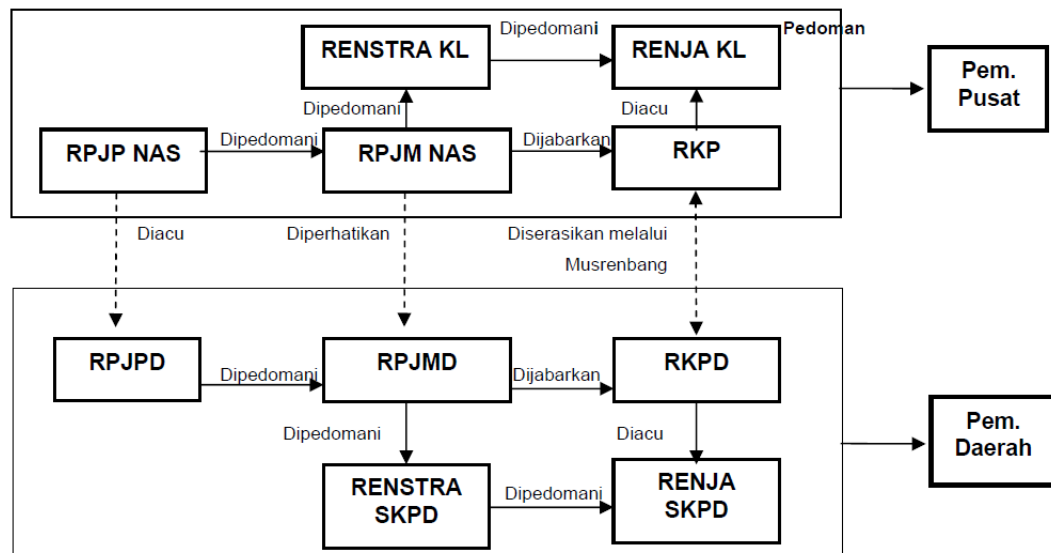 Dipedomani
RENSTRA KL
RENJA KL
Pedoman
Pem.
Pusat
Dipedomani
Diacu
RPJP NAS
Dipedomani
RPJM NAS
Dijabarkan
RKP
Diacu
Diperhatikan
Diserasikan melalui
Musrenbang
RPJPD
Dipedomani
RPJMD
Dijabarkan
RKPD
Dipedomani
Diacu
Pem.
Daerah
RENSTRA
SKPD
Dipedomani
RENJA
SKPD